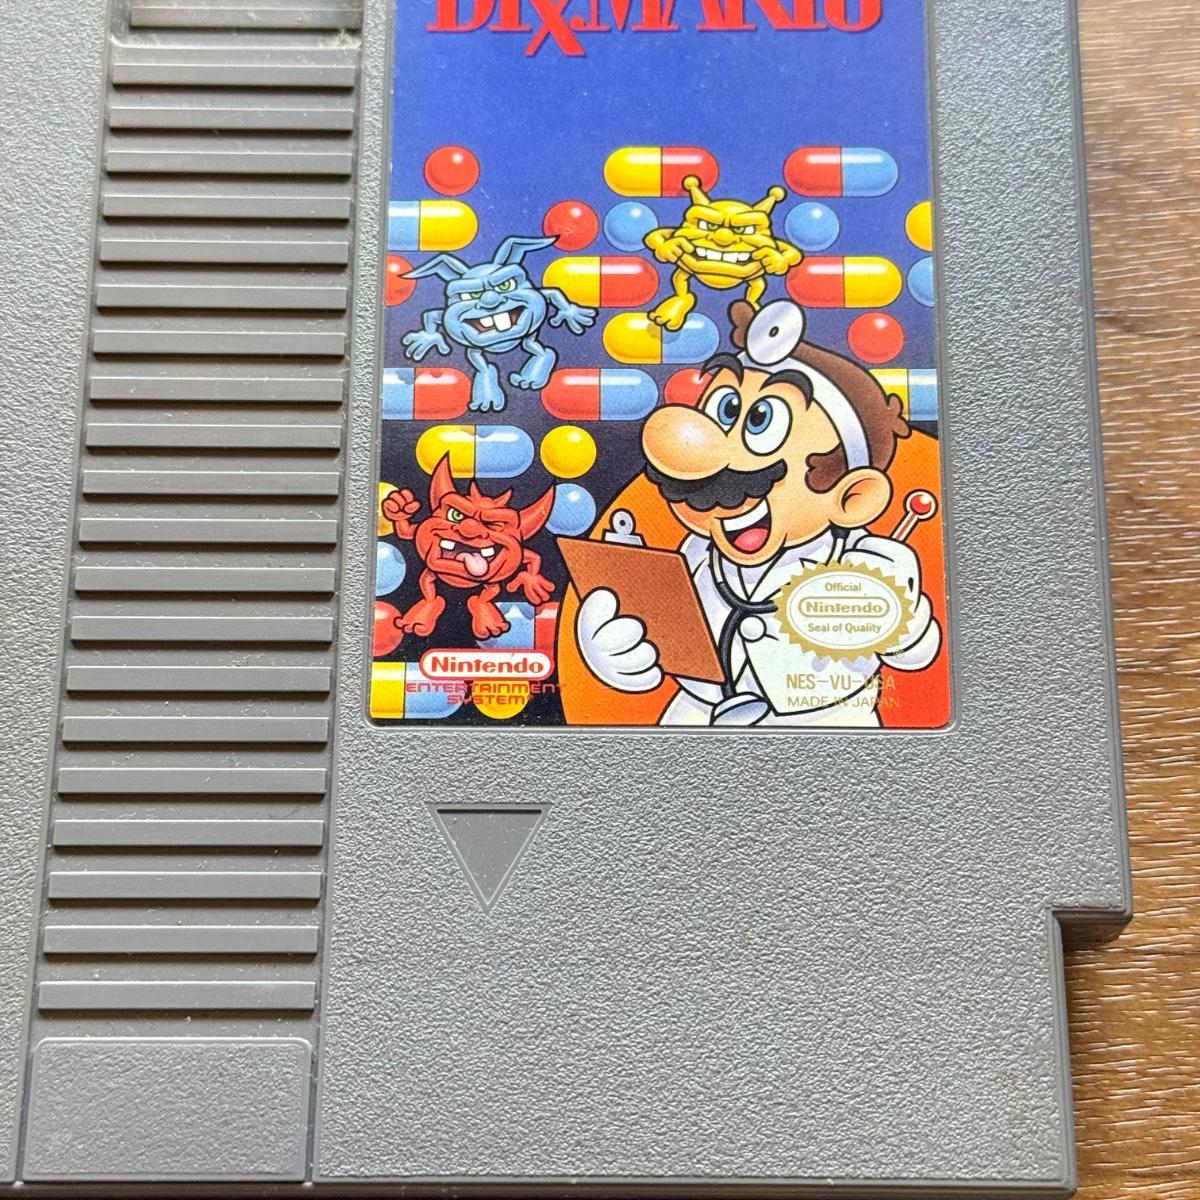 DR.MARIO
Official
Nintendo
Seal of Quality
Nintendo
ENTERTAINMENT
SYSTEM
NES-VU-USA
MADE IN JAPAN